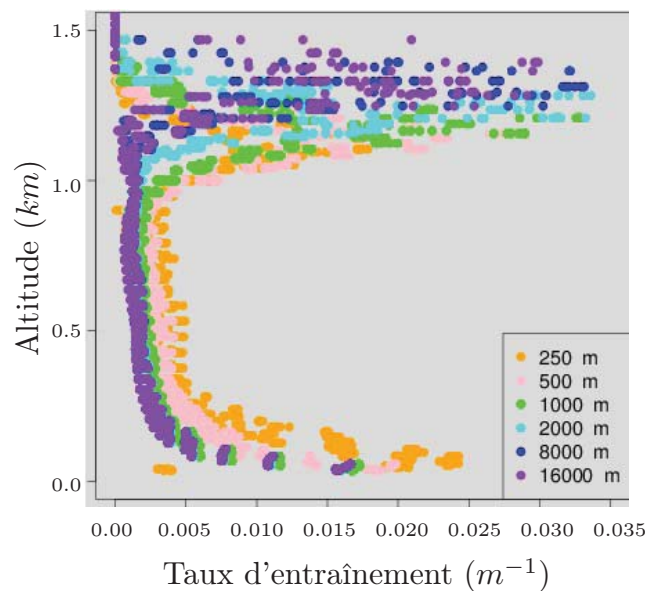 1.5
1.0
0.5
0.0
Altitude (km)
250 m
500 m
1000 m
2000 m
8000 m
16000 m
0.00 0.005 0.010 0.015 0.020 0.025 0.030 0.035
Taux d'entraînement (m⁻¹)